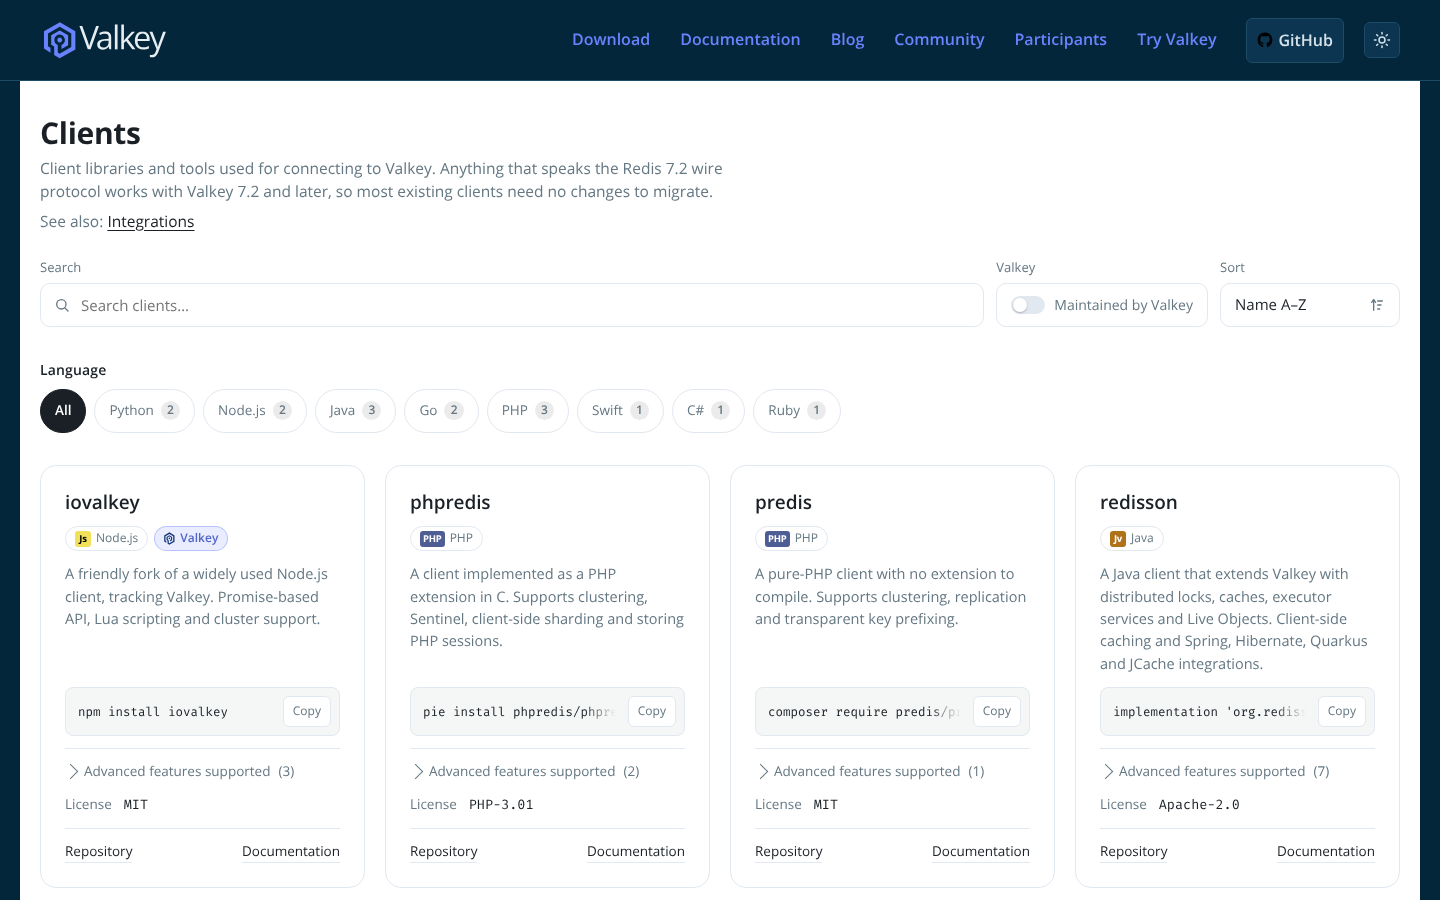 Valkey
Download
Documentation
Blog
Community
Participants
Try Valkey
GitHub
Clients
Client libraries and tools used for connecting to Valkey. Anything that speaks the Redis 7.2 wire
protocol works with Valkey 7.2 and later, so most existing clients need no changes to migrate.
See also: Integrations
Search
Search clients...
Valkey
Maintained by Valkey
Sort
Name A–Z
Language
All
Python 2
Node.js 2
Java 3
Go 2
PHP 3
Swift 1
C# 1
Ruby 1
iovalkey
Js Node.js
Valkey
A friendly fork of a widely used Node.js
client, tracking Valkey. Promise-based
API, Lua scripting and cluster support.
npm install iovalkey
Copy
Advanced features supported (3)
License MIT
Repository
Documentation
phpredis
PHP PHP
A client implemented as a PHP
extension in C. Supports clustering,
Sentinel, client-side sharding and storing
PHP sessions.
pie install phpredis/phpre
Copy
Advanced features supported (2)
License PHP-3.01
Repository
Documentation
predis
PHP PHP
A pure-PHP client with no extension to
compile. Supports clustering, replication
and transparent key prefixing.
composer require predis/pr
Copy
Advanced features supported (1)
License MIT
Repository
Documentation
redisson
Jv Java
A Java client that extends Valkey with
distributed locks, caches, executor
services and Live Objects. Client-side
caching and Spring, Hibernate, Quarkus
and JCache integrations.
implementation 'org.rediss
Copy
Advanced features supported (7)
License Apache-2.0
Repository
Documentation